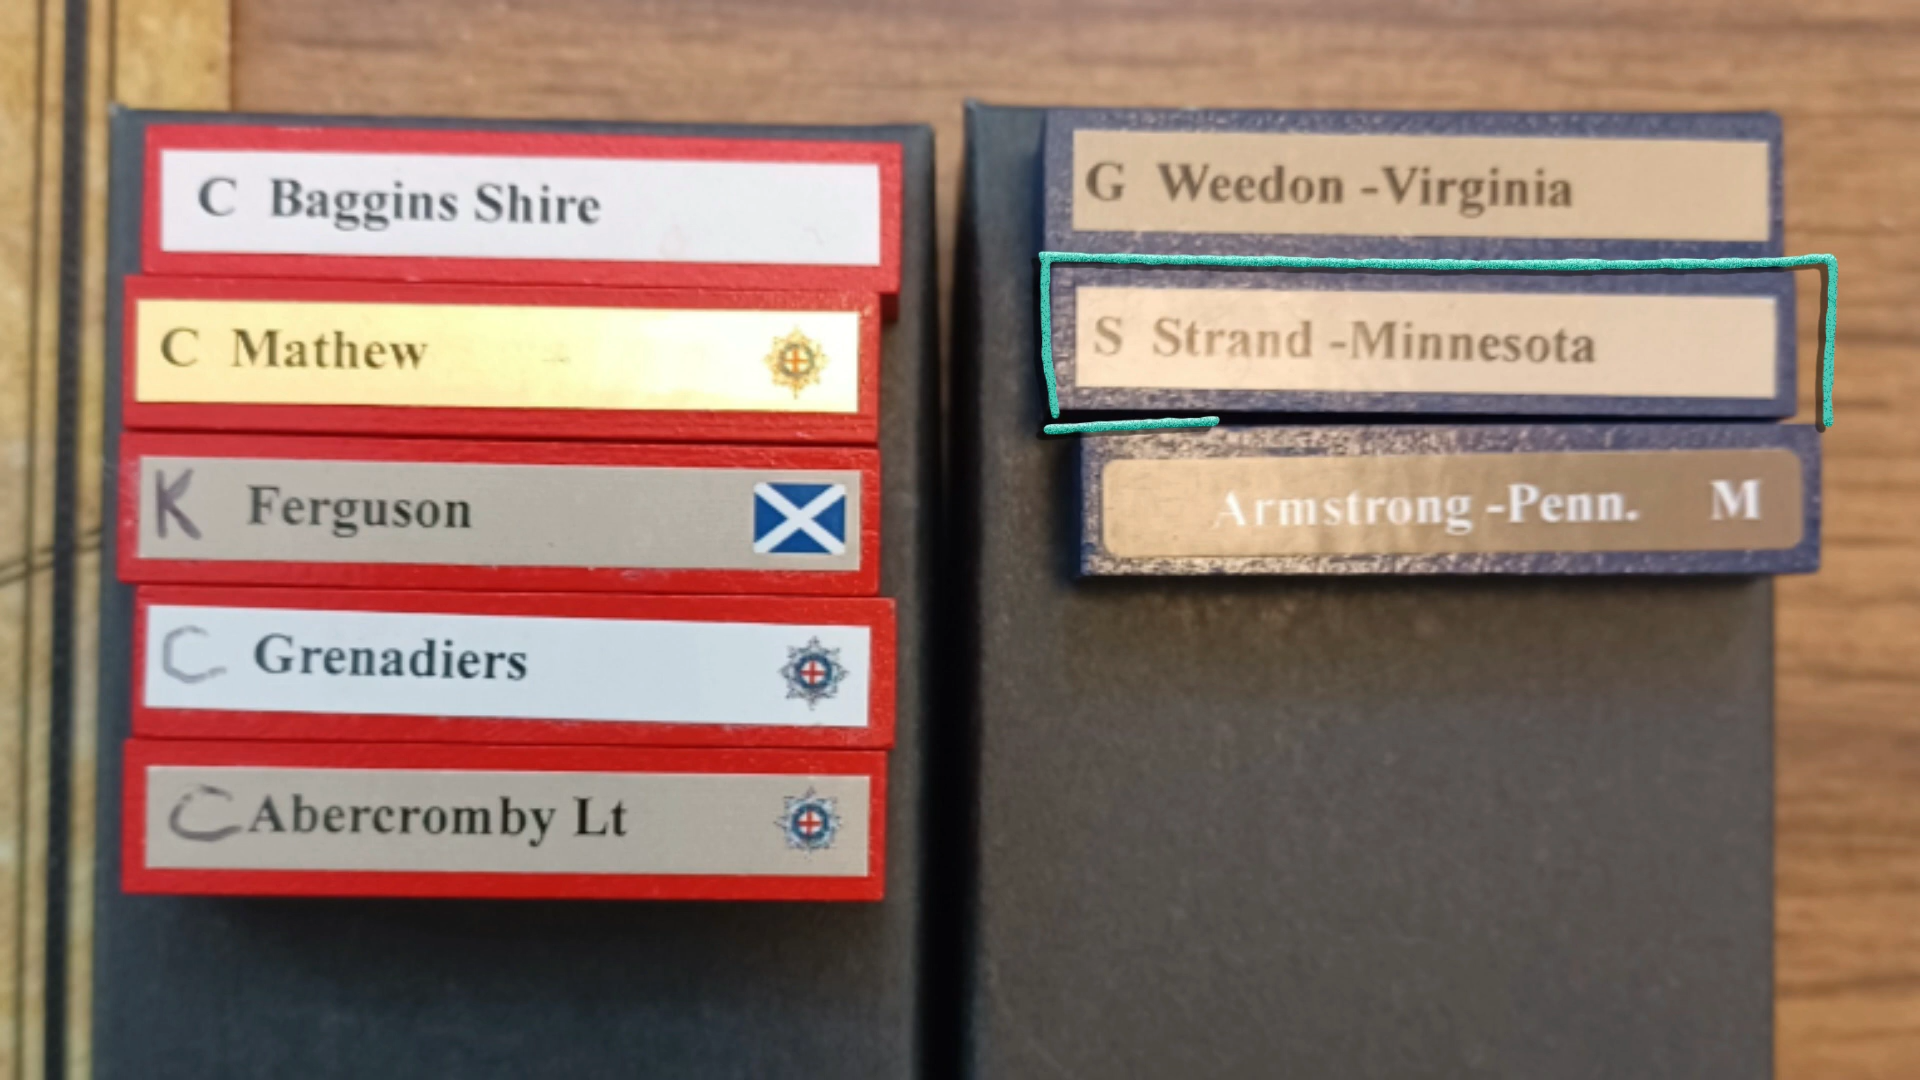 C Baggins Shire
C Mathew
K Ferguson
C Grenadiers
C Abercromby Lt
G Weedon -Virginia
S Strand -Minnesota
Armstrong -Penn. M